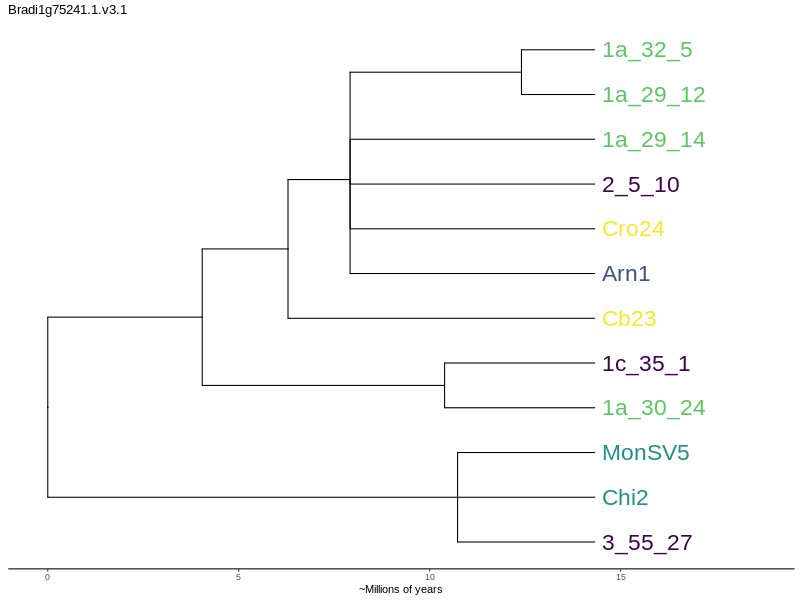 Bradi1g75241.1.v3.1
1a_32_5
1a_29_12
1a_29_14
2_5_10
Cro24
Arn1
Cb23
1c_35_1
1a_30_24
MonSV5
Chi2
3_55_27
0 5 10 15
~Millions of years